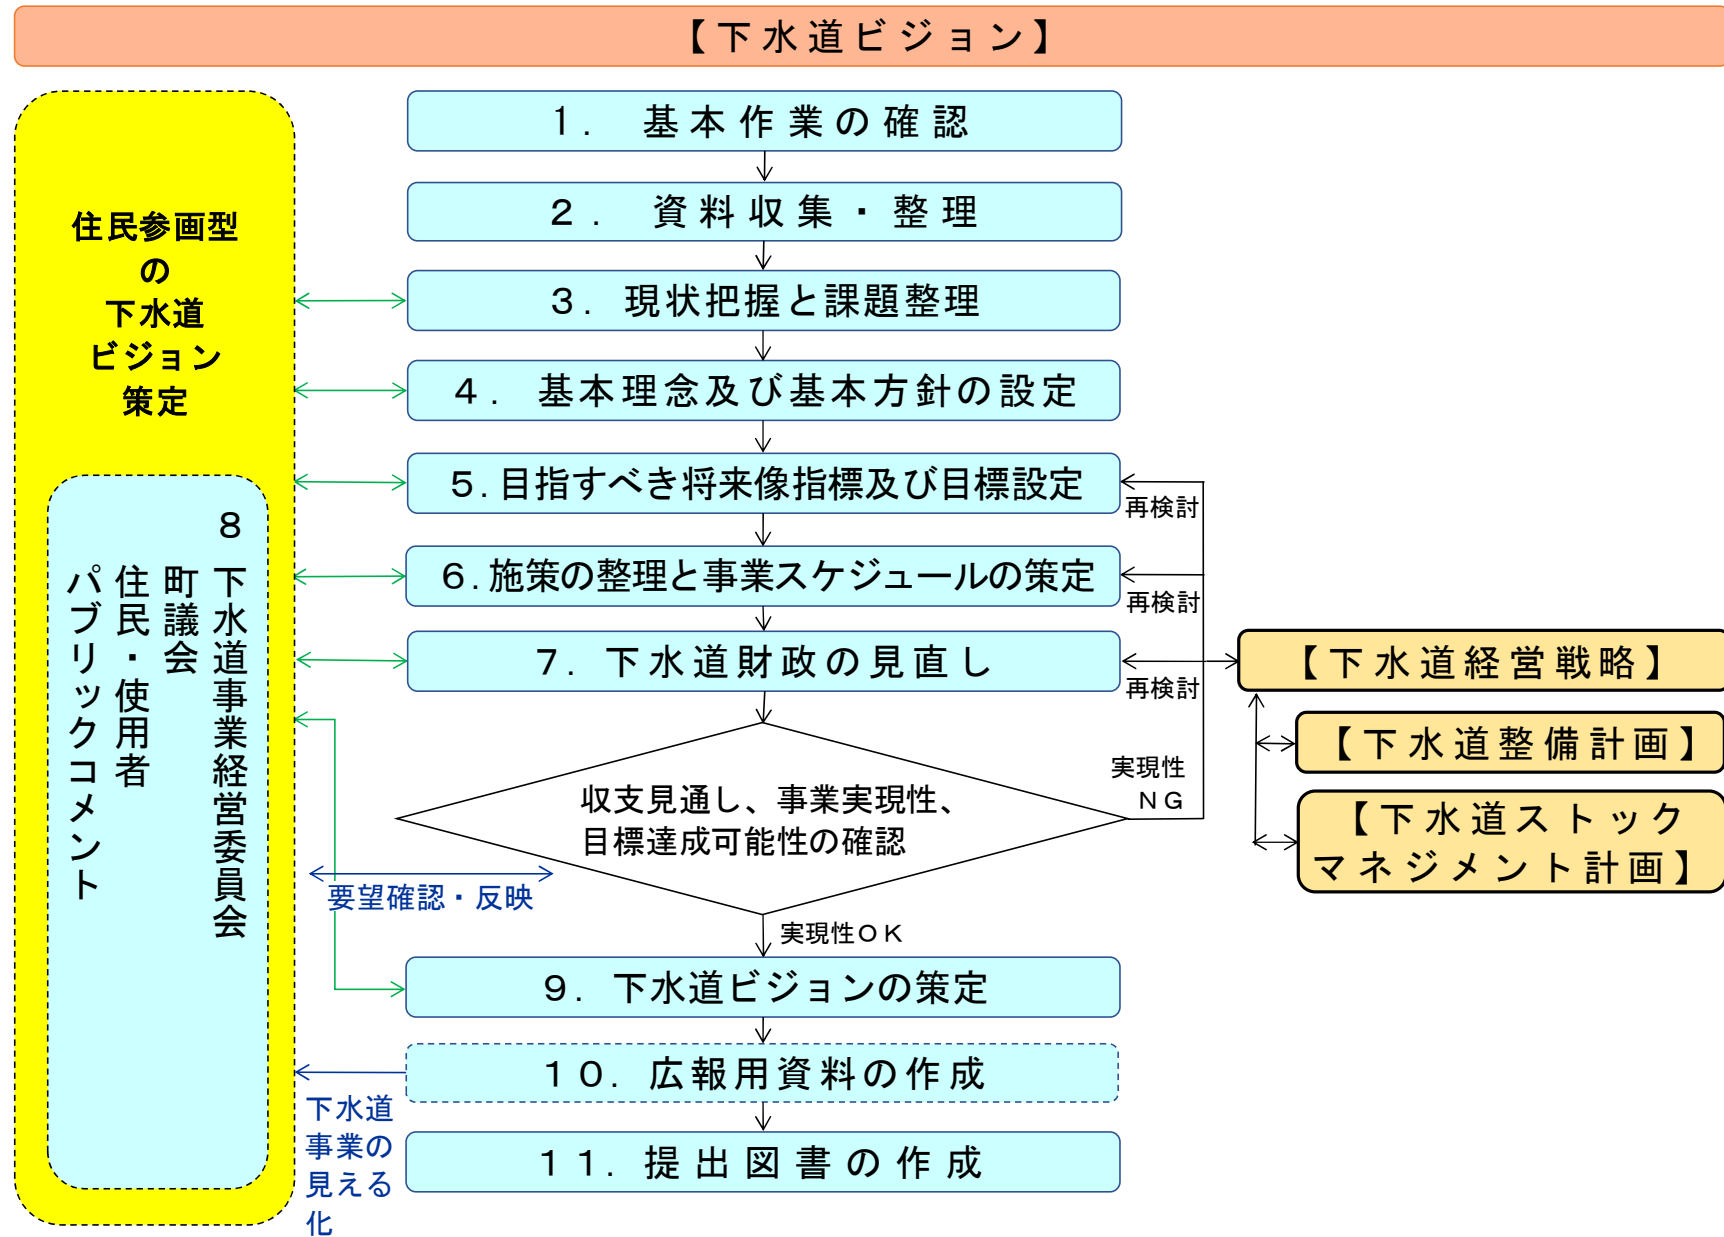 【下水道ビジョン】
住民参画型
の
下水道
ビジョン
策定
８
下水道事業経営委員会
町議会
住民・使用者
パブリックコメント
１．　基本作業の確認
２．　資料収集・整理
３．現状把握と課題整理
４．　基本理念及び基本方針の設定
５．目指すべき将来像指標及び目標設定
再検討
６．施策の整理と事業スケジュールの策定
再検討
７．下水道財政の見直し
再検討
【下水道経営戦略】
【下水道整備計画】
【下水道ストック
マネジメント計画】
収支見通し、事業実現性、
目標達成可能性の確認
実現性
ＮＧ
要望確認・反映
実現性ＯＫ
９．下水道ビジョンの策定
１０．広報用資料の作成
下水道
事業の
見える
化
１１．提出図書の作成